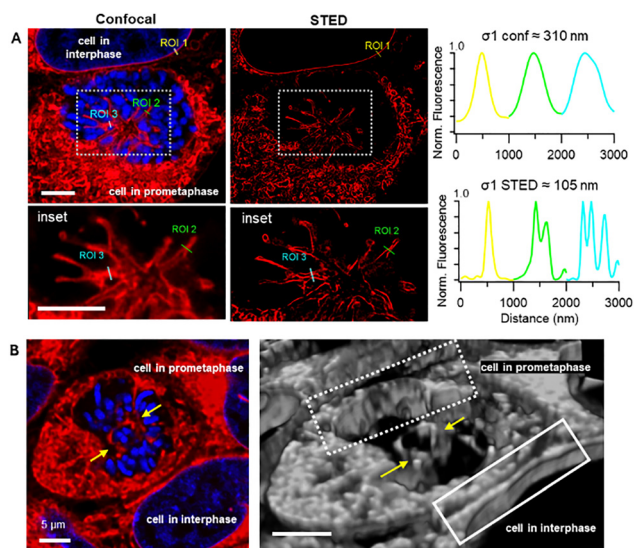 Confocal
STED
A
cell in
interphase
ROI 1
ROI 2
ROI 3
cell in prometaphase
ROI 1
inset
ROI 2
ROI 3
inset
ROI 2
ROI 3
σ1 conf ≈ 310 nm
Norm. Fluorescence
1.0
0 1000 2000 3000
σ1 STED ≈ 105 nm
Norm. Fluorescence
1.0
0 1000 2000 3000
Distance (nm)
B
cell in prometaphase
5 µm
cell in interphase
cell in prometaphase
cell in interphase